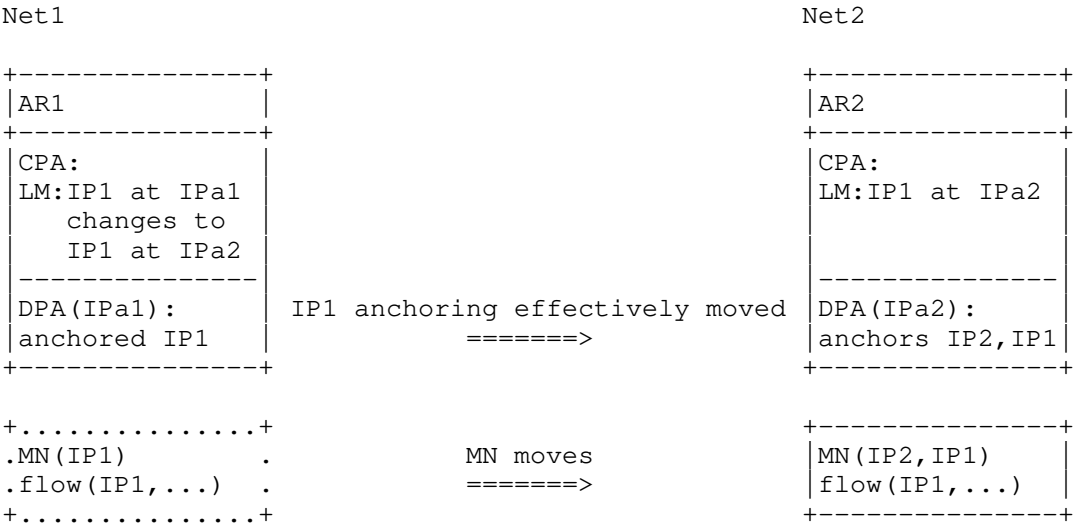 Net1 Net2
AR1 AR2
CPA: CPA:
LM:IP1 at IPa1 LM:IP1 at IPa2
changes to
IP1 at IPa2
DPA(IPa1): IP1 anchoring effectively moved DPA(IPa2):
anchored IP1 =======> anchors IP2,IP1
MN(IP1) MN moves MN(IP2,IP1)
flow(IP1,...) =======> flow(IP1,...)